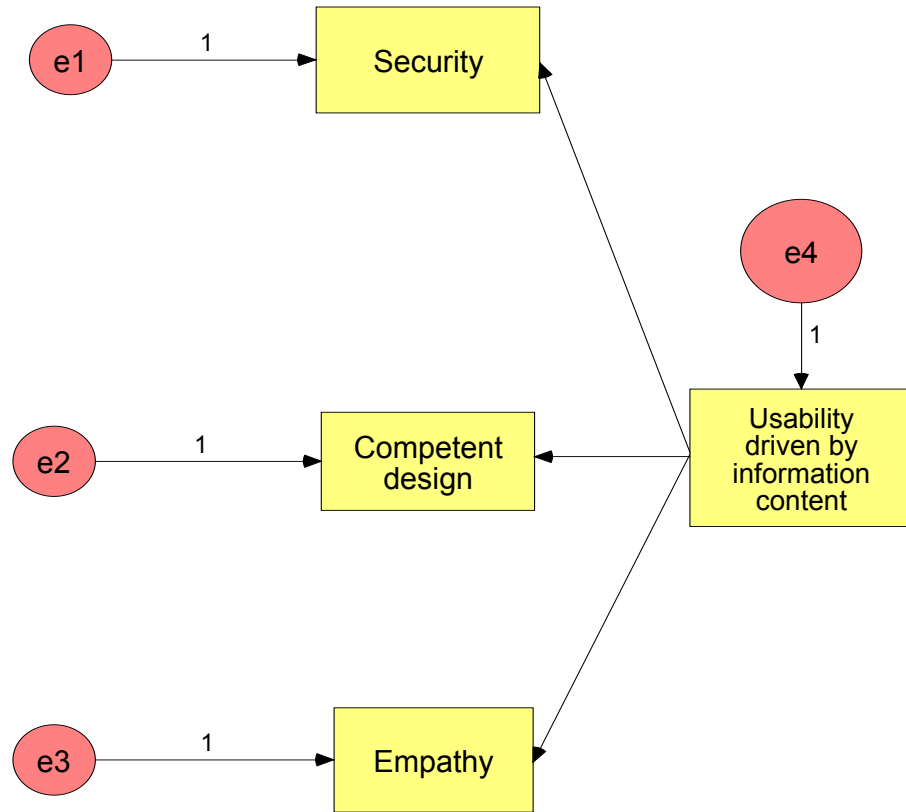 e1
1
Security
e4
1
e2
1
Competent
design
Usability
driven by
information
content
e3
1
Empathy